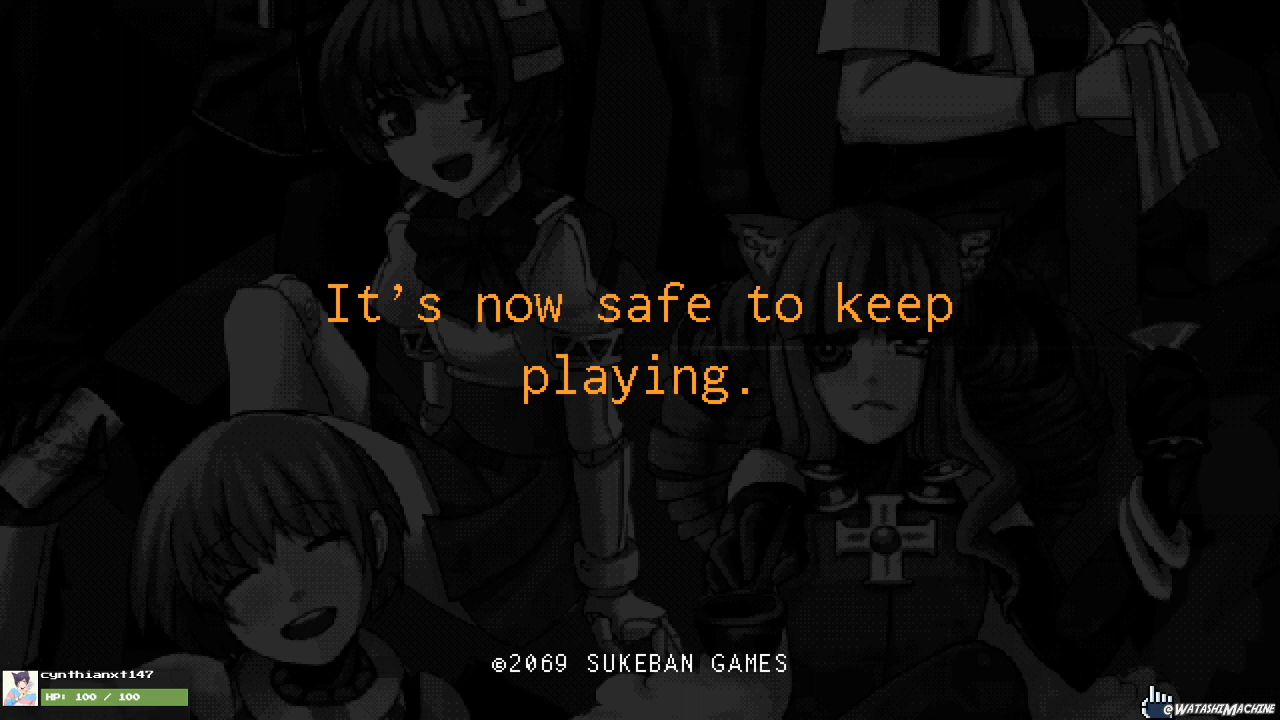 It's now safe to keep
playing.
©2069 SUKEBAN GAMES
cynthianxt147
HP: 100 / 100
@WATASHIMACHINE